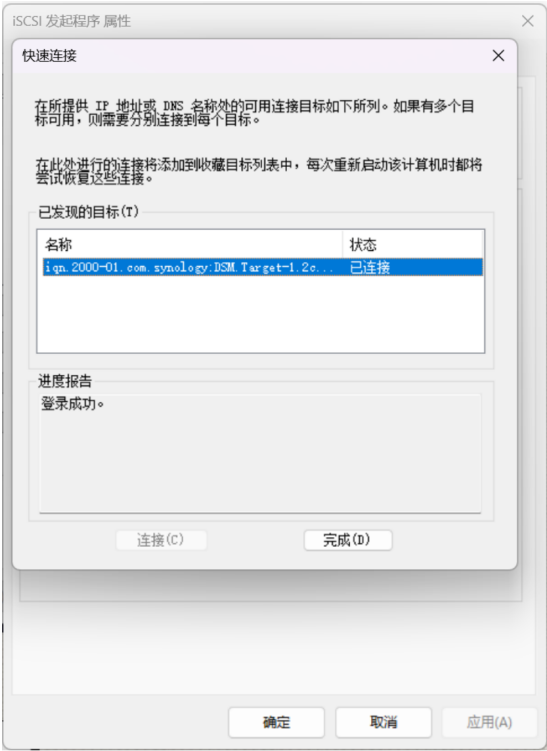 iSCSI 发起程序 属性
快速连接
在所提供 IP 地址或 DNS 名称处的可用连接目标如下所列。如果有多个目
标可用，则需要分别连接到每个目标。
在此处进行的连接将添加到收藏目标列表中，每次重新启动该计算机时都将
尝试恢复这些连接。
已发现的目标(T)
名称 状态
iqn.2000-01.com.synology:DSM.Target-1.2c... 已连接
进度报告
登录成功。
连接(C) 完成(D)
确定 取消 应用(A)